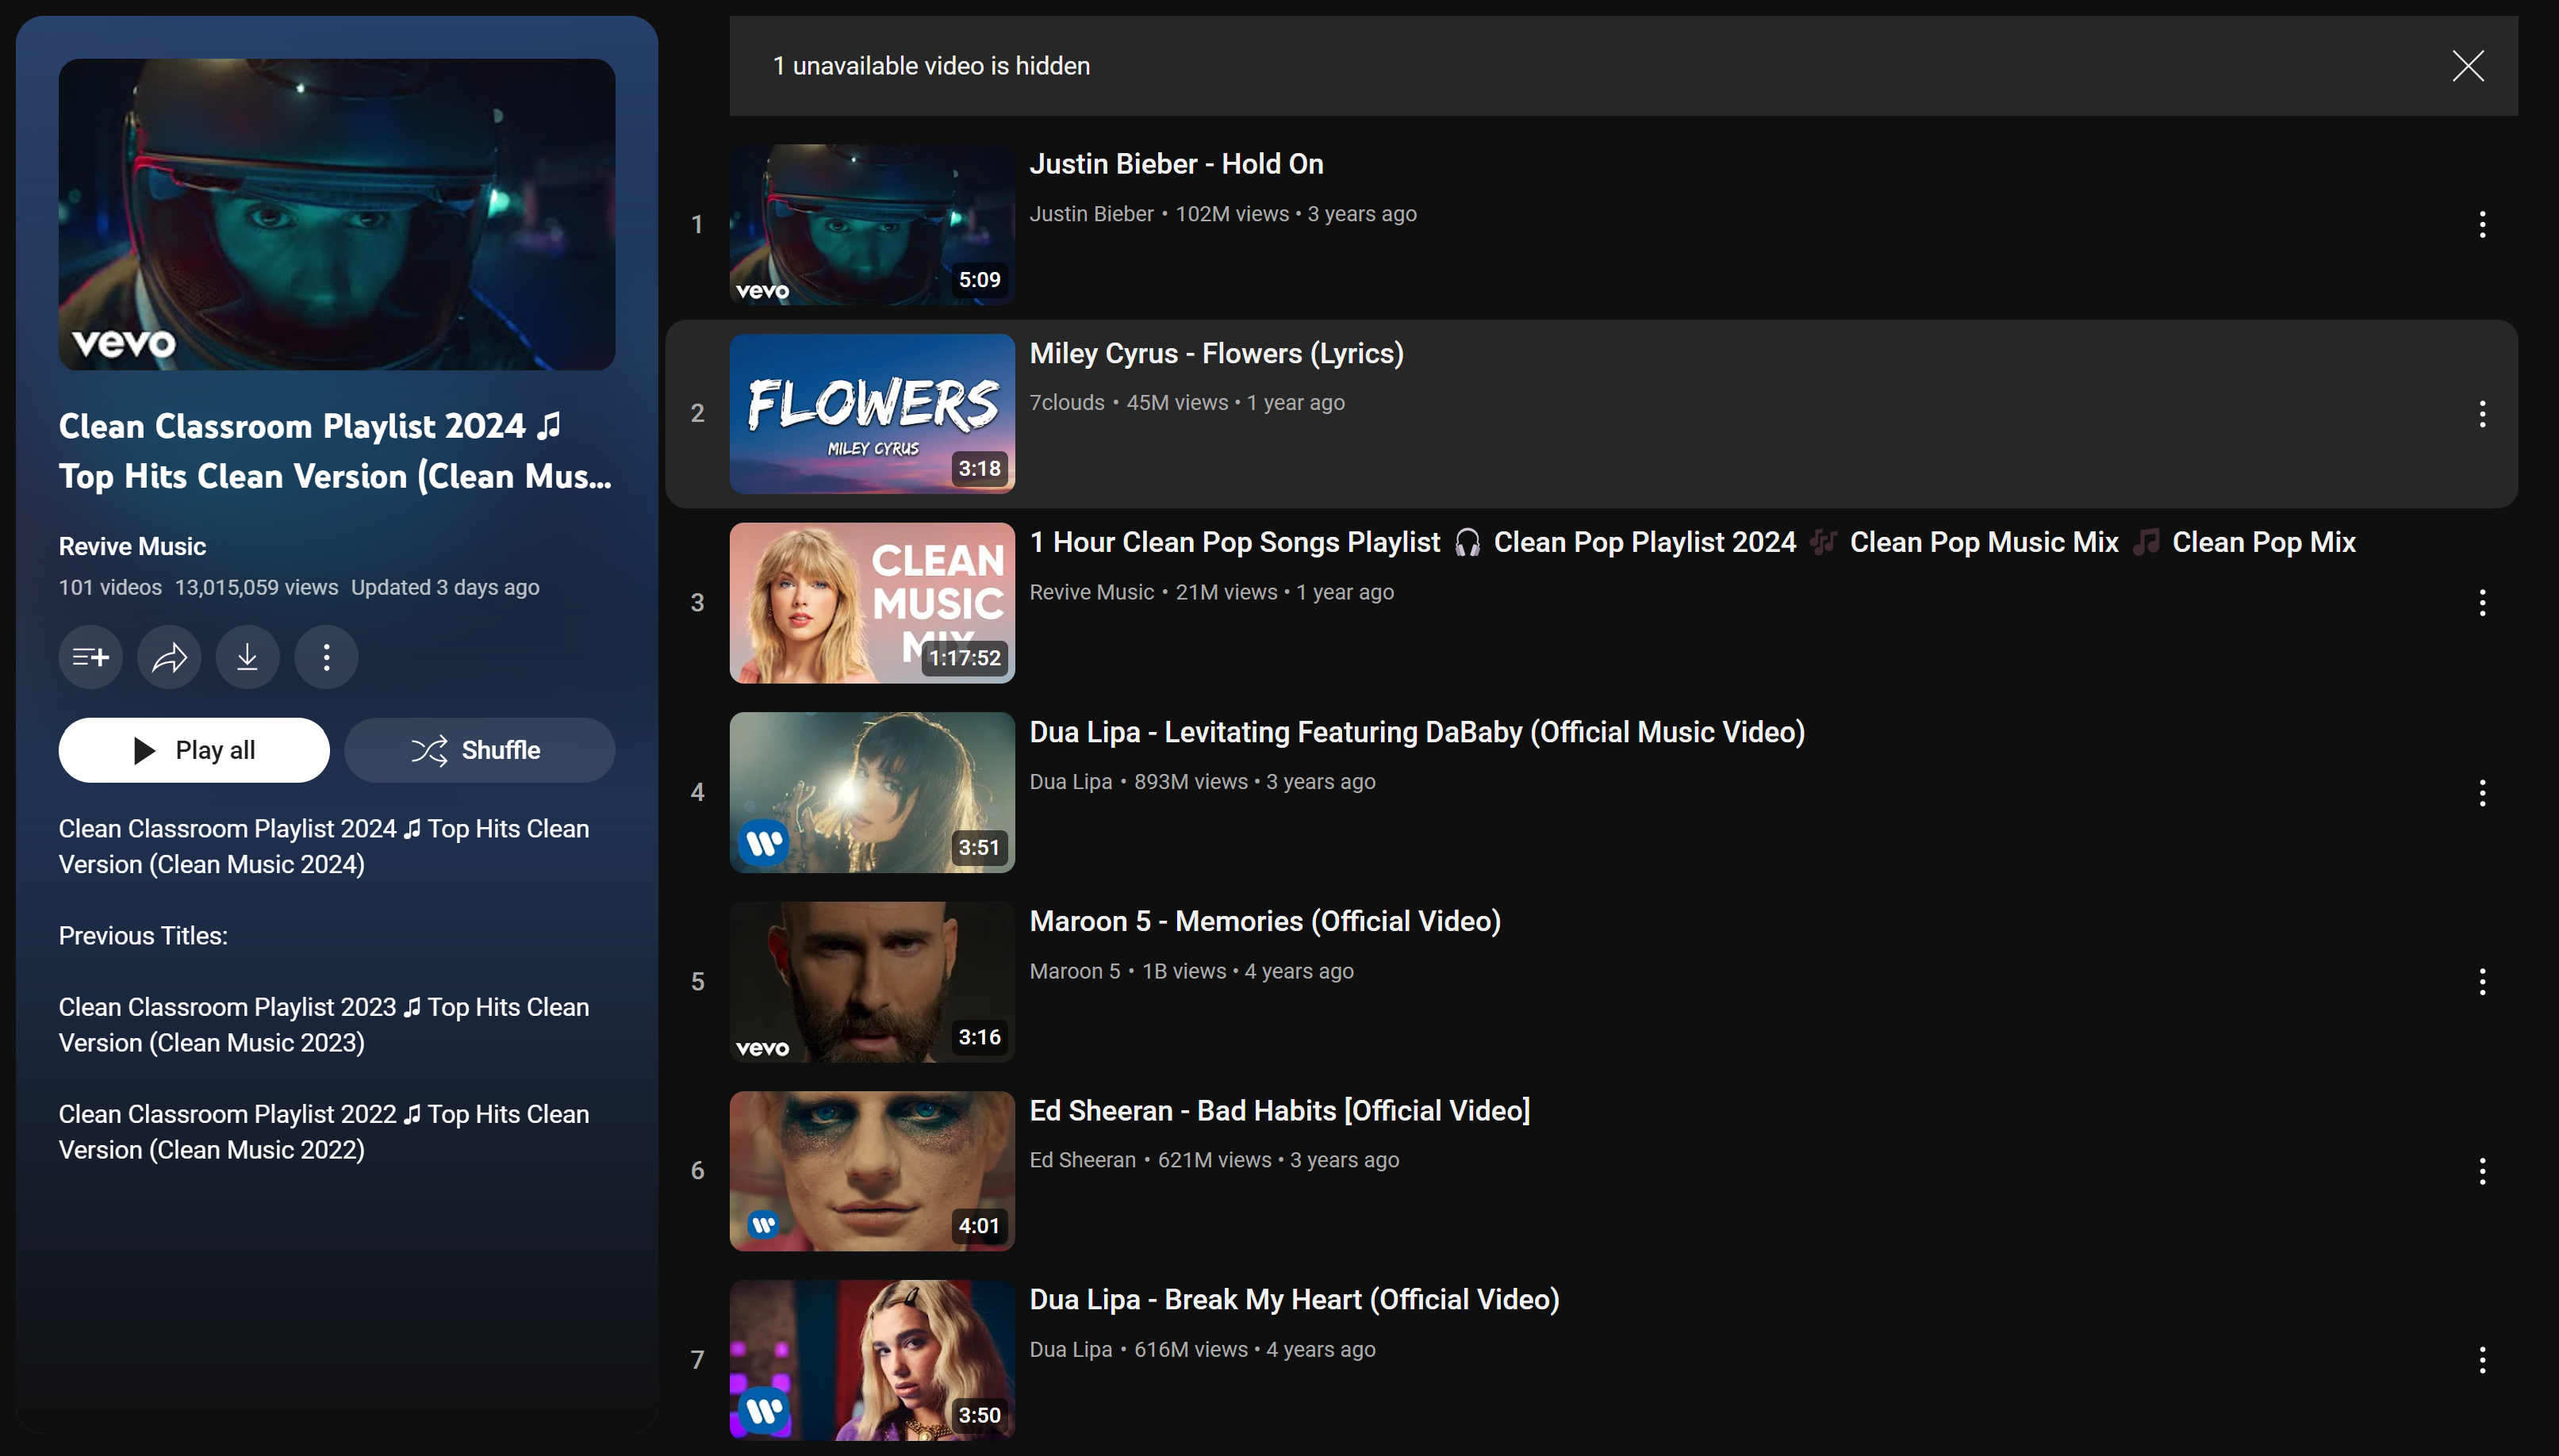 vevo
Clean Classroom Playlist 2024 🎵
Top Hits Clean Version (Clean Mus...
Revive Music
101 videos 13,015,059 views Updated 3 days ago
Play all
Shuffle
Clean Classroom Playlist 2024 🎵 Top Hits Clean
Version (Clean Music 2024)
Previous Titles:
Clean Classroom Playlist 2023 🎵 Top Hits Clean
Version (Clean Music 2023)
Clean Classroom Playlist 2022 🎵 Top Hits Clean
Version (Clean Music 2022)
1 unavailable video is hidden
1
vevo
5:09
Justin Bieber - Hold On
Justin Bieber • 102M views • 3 years ago
2
FLOWERS
MILEY CYRUS
3:18
Miley Cyrus - Flowers (Lyrics)
7clouds • 45M views • 1 year ago
3
CLEAN
MUSIC
MIX
1:17:52
1 Hour Clean Pop Songs Playlist 🎧 Clean Pop Playlist 2024 🎶 Clean Pop Music Mix 🎵 Clean Pop Mix
Revive Music • 21M views • 1 year ago
4
3:51
Dua Lipa - Levitating Featuring DaBaby (Official Music Video)
Dua Lipa • 893M views • 3 years ago
5
vevo
3:16
Maroon 5 - Memories (Official Video)
Maroon 5 • 1B views • 4 years ago
6
4:01
Ed Sheeran - Bad Habits [Official Video]
Ed Sheeran • 621M views • 3 years ago
7
3:50
Dua Lipa - Break My Heart (Official Video)
Dua Lipa • 616M views • 4 years ago